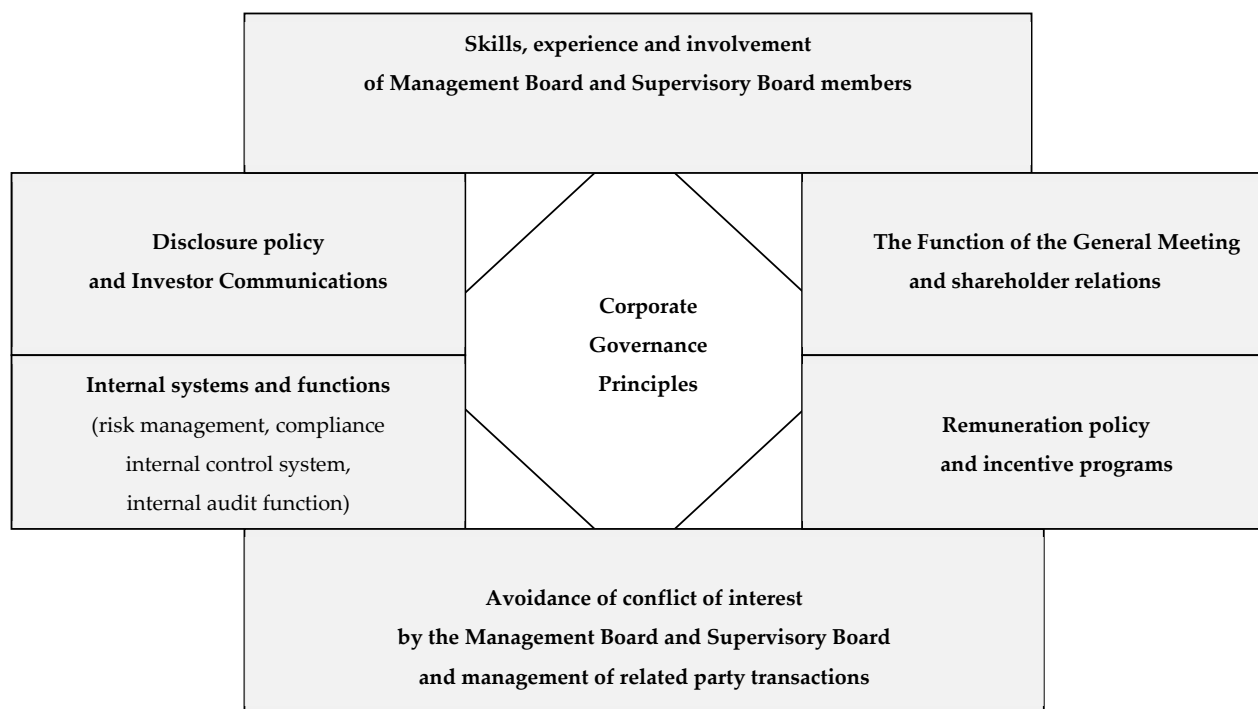 Skills, experience and involvement
of Management Board and Supervisory Board members
Disclosure policy
and Investor Communications
The Function of the General Meeting
and shareholder relations
Corporate
Governance
Principles
Internal systems and functions
(risk management, compliance
internal control system,
internal audit function)
Remuneration policy
and incentive programs
Avoidance of conflict of interest
by the Management Board and Supervisory Board
and management of related party transactions